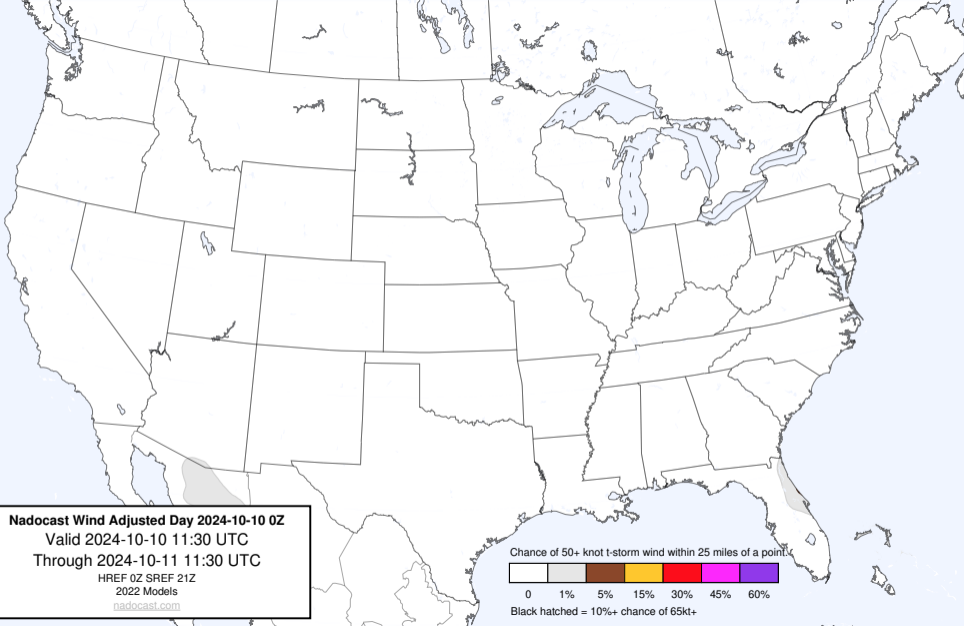 Nadocast Wind Adjusted Day 2024-10-10 0Z
Valid 2024-10-10 11:30 UTC
Through 2024-10-11 11:30 UTC
HREF 0Z SREF 21Z
2022 Models
nadocast.com
Chance of 50+ knot t-storm wind within 25 miles of a point.
0 1% 5% 15% 30% 45% 60%
Black hatched = 10%+ chance of 65kt+